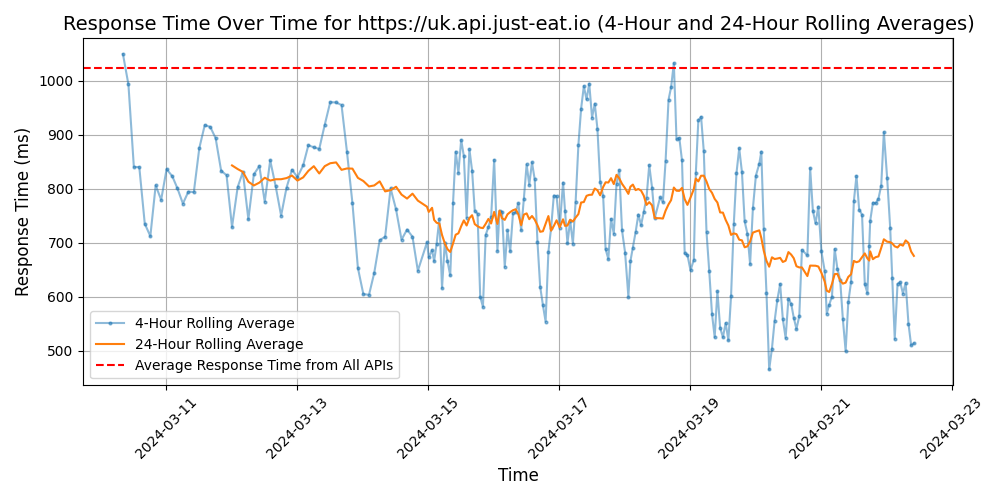 Response Time Over Time for https://uk.api.just-eat.io (4-Hour and 24-Hour Rolling Averages)
Response Time (ms)
1000
900
800
700
600
500
4-Hour Rolling Average
24-Hour Rolling Average
Average Response Time from All APIs
2024-03-11
2024-03-13
2024-03-15
2024-03-17
2024-03-19
2024-03-21
2024-03-23
Time